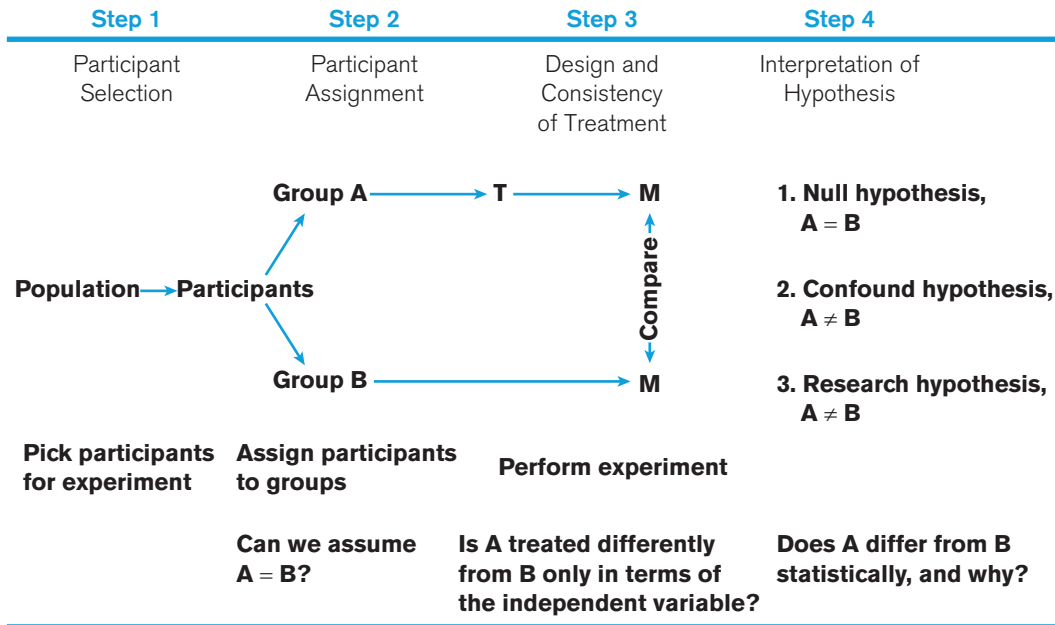 Step 1 Step 2 Step 3 Step 4
Participant
Selection
Participant
Assignment
Design and
Consistency
of Treatment
Interpretation of
Hypothesis
Group A T M
Population Participants
Compare
Group B M
1. Null hypothesis,
A = B
2. Confound hypothesis,
A ≠ B
3. Research hypothesis,
A ≠ B
Pick participants
for experiment
Assign participants
to groups
Perform experiment
Can we assume
A = B?
Is A treated differently
from B only in terms of
the independent variable?
Does A differ from B
statistically, and why?